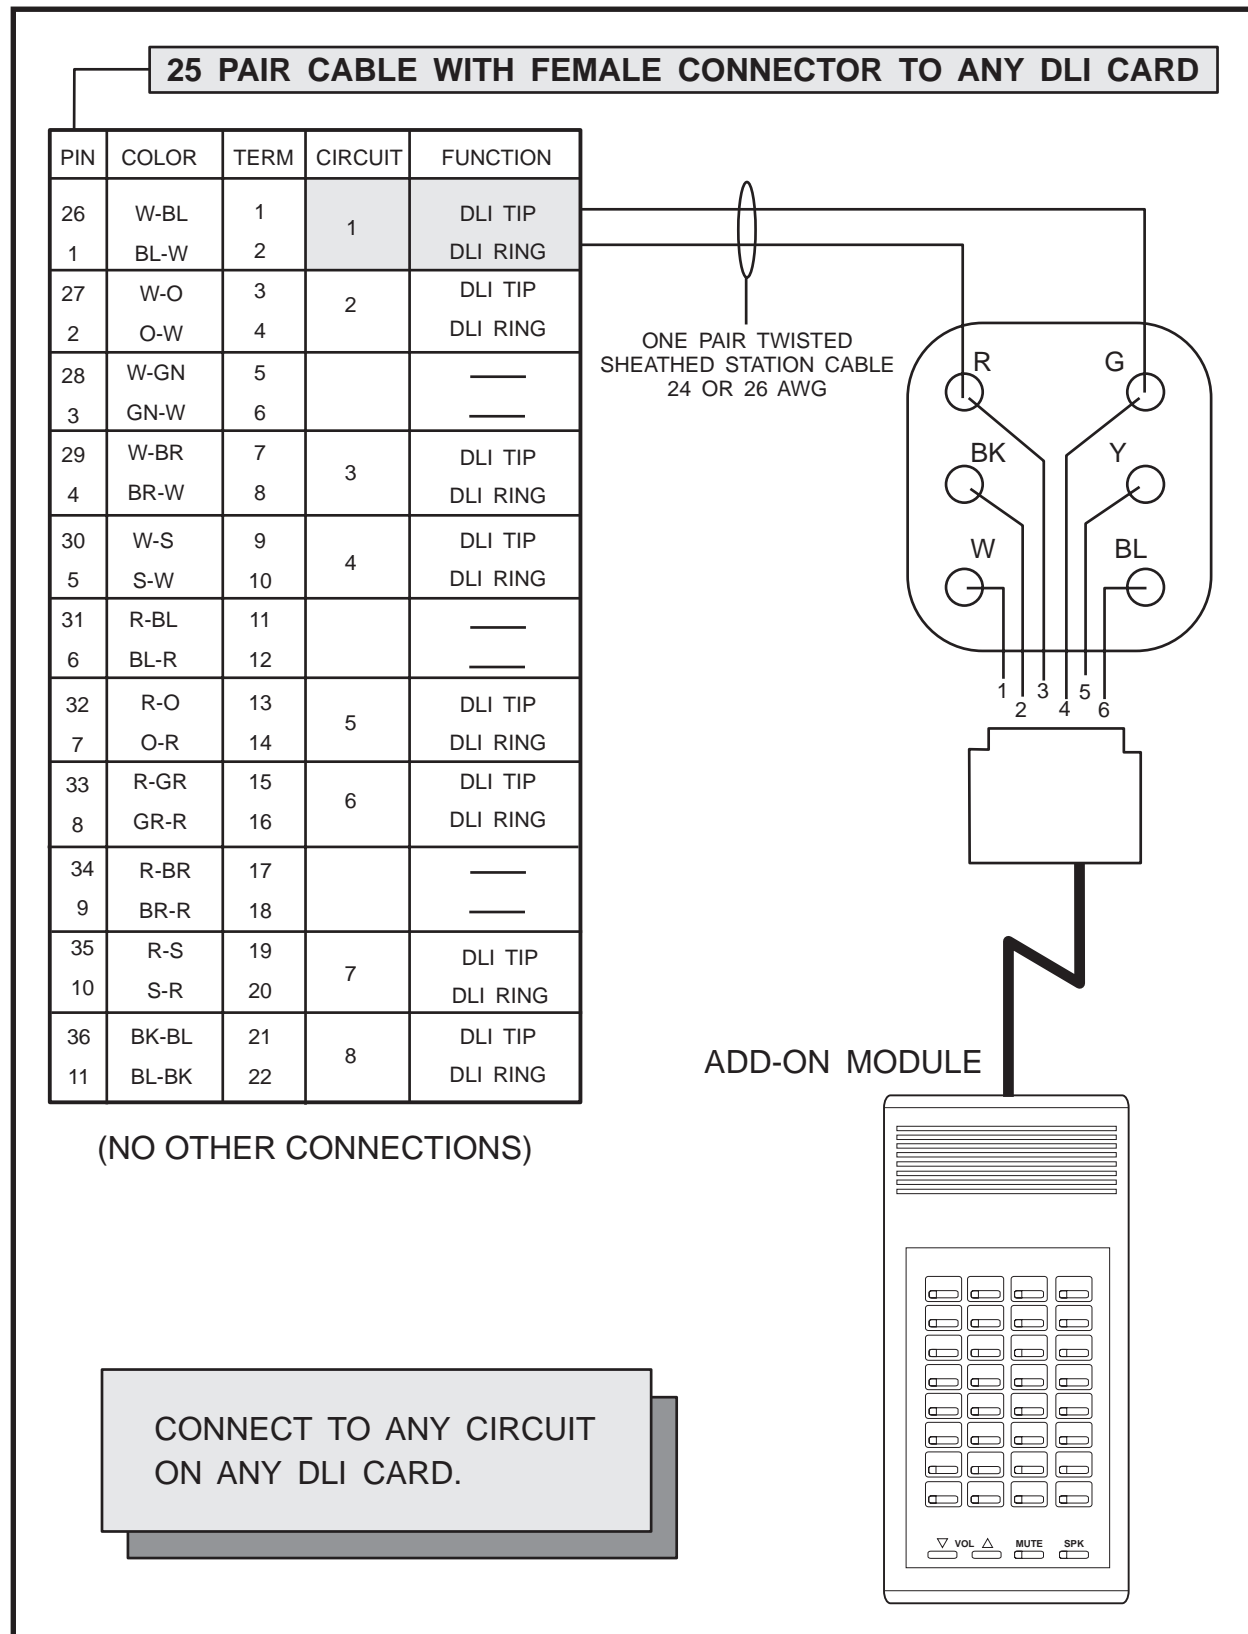 25 PAIR CABLE WITH FEMALE CONNECTOR TO ANY DLI CARD
PIN COLOR TERM CIRCUIT FUNCTION
26 W-BL 1 1 DLI TIP
1 BL-W 2 DLI RING
27 W-O 3 2 DLI TIP
2 O-W 4 DLI RING
28 W-GN 5 ——
3 GN-W 6 ——
29 W-BR 7 3 DLI TIP
4 BR-W 8 DLI RING
30 W-S 9 4 DLI TIP
5 S-W 10 DLI RING
31 R-BL 11 ——
6 BL-R 12 ——
32 R-O 13 5 DLI TIP
7 O-R 14 DLI RING
33 R-GR 15 6 DLI TIP
8 GR-R 16 DLI RING
34 R-BR 17 ——
9 BR-R 18 ——
35 R-S 19 7 DLI TIP
10 S-R 20 DLI RING
36 BK-BL 21 8 DLI TIP
11 BL-BK 22 DLI RING
(NO OTHER CONNECTIONS)
ONE PAIR TWISTED
SHEATHED STATION CABLE
24 OR 26 AWG
R G
BK Y
W BL
1 2 3 4 5 6
ADD-ON MODULE
VOL MUTE SPK
CONNECT TO ANY CIRCUIT
ON ANY DLI CARD.